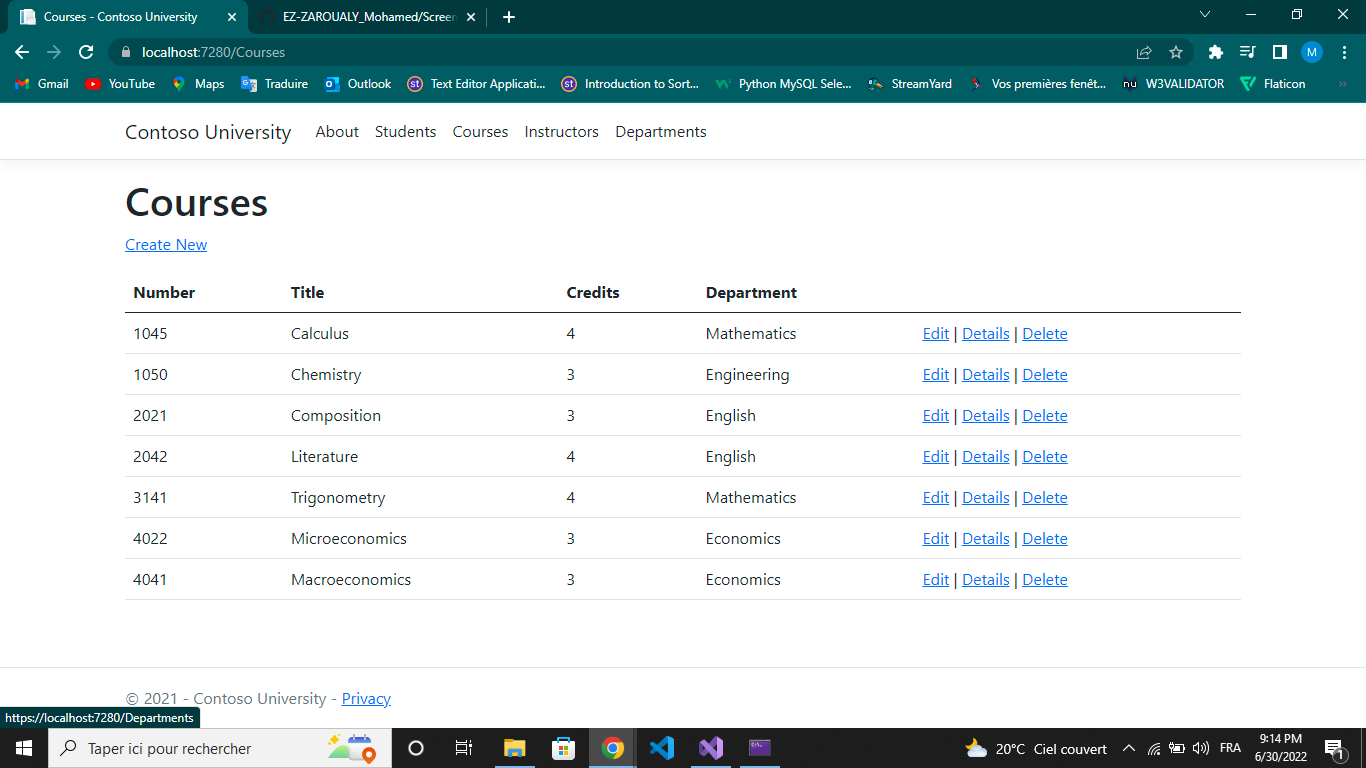 Courses - Contoso University
EZ-ZAROUALY_Mohamed/Screen
localhost:7280/Courses
M
Gmail YouTube Maps Traduire Outlook Text Editor Applicati... Introduction to Sort... Python MySQL Sele... StreamYard Vos premières fenêt... W3VALIDATOR Flaticon
Contoso University About Students Courses Instructors Departments
Courses
Create New
Number Title Credits Department
1045 Calculus 4 Mathematics Edit | Details | Delete
1050 Chemistry 3 Engineering Edit | Details | Delete
2021 Composition 3 English Edit | Details | Delete
2042 Literature 4 English Edit | Details | Delete
3141 Trigonometry 4 Mathematics Edit | Details | Delete
4022 Microeconomics 3 Economics Edit | Details | Delete
4041 Macroeconomics 3 Economics Edit | Details | Delete
© 2021 - Contoso University - Privacy
https://localhost:7280/Departments
Taper ici pour rechercher
20°C Ciel couvert
FRA
9:14 PM
6/30/2022
1